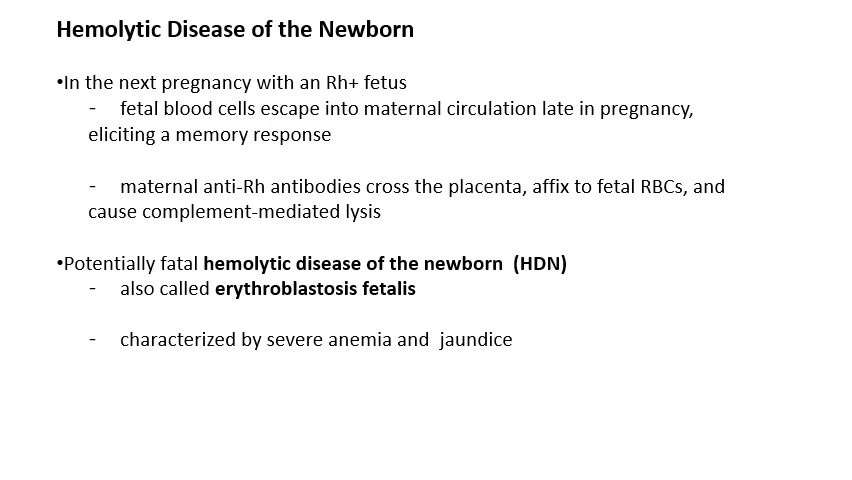 Hemolytic Disease of the Newborn
•In the next pregnancy with an Rh+ fetus
- fetal blood cells escape into maternal circulation late in pregnancy,
eliciting a memory response
- maternal anti-Rh antibodies cross the placenta, affix to fetal RBCs, and
cause complement-mediated lysis
•Potentially fatal hemolytic disease of the newborn (HDN)
- also called erythroblastosis fetalis
- characterized by severe anemia and jaundice